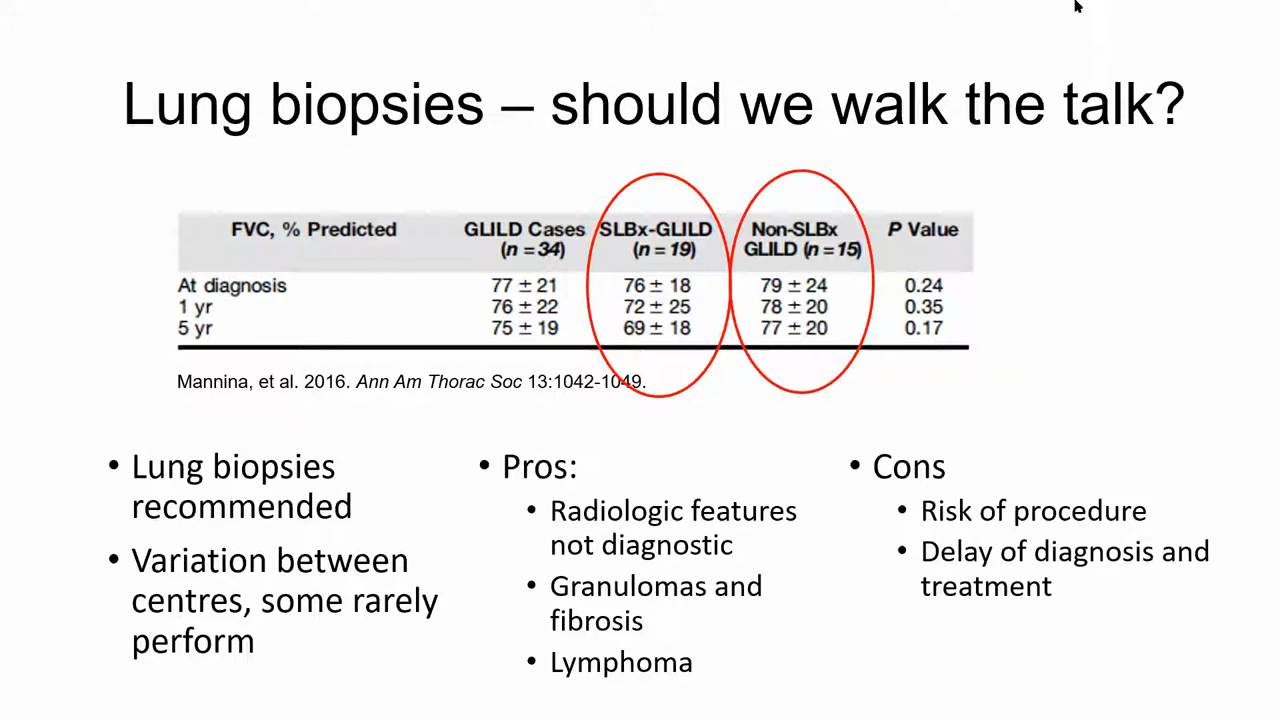 Lung biopsies – should we walk the talk?
FVC, % Predicted GLILD Cases SLBx-GLILD Non-SLBx P Value
(n = 34) (n = 19) GLILD (n = 15)
At diagnosis 77 ± 21 76 ± 18 79 ± 24 0.24
1 yr 76 ± 22 72 ± 25 78 ± 20 0.35
5 yr 75 ± 19 69 ± 18 77 ± 20 0.17
Mannina, et al. 2016. Ann Am Thorac Soc 13:1042-1049.
• Lung biopsies
recommended
• Variation between
centres, some rarely
perform
• Pros:
• Radiologic features
not diagnostic
• Granulomas and
fibrosis
• Lymphoma
• Cons
• Risk of procedure
• Delay of diagnosis and
treatment